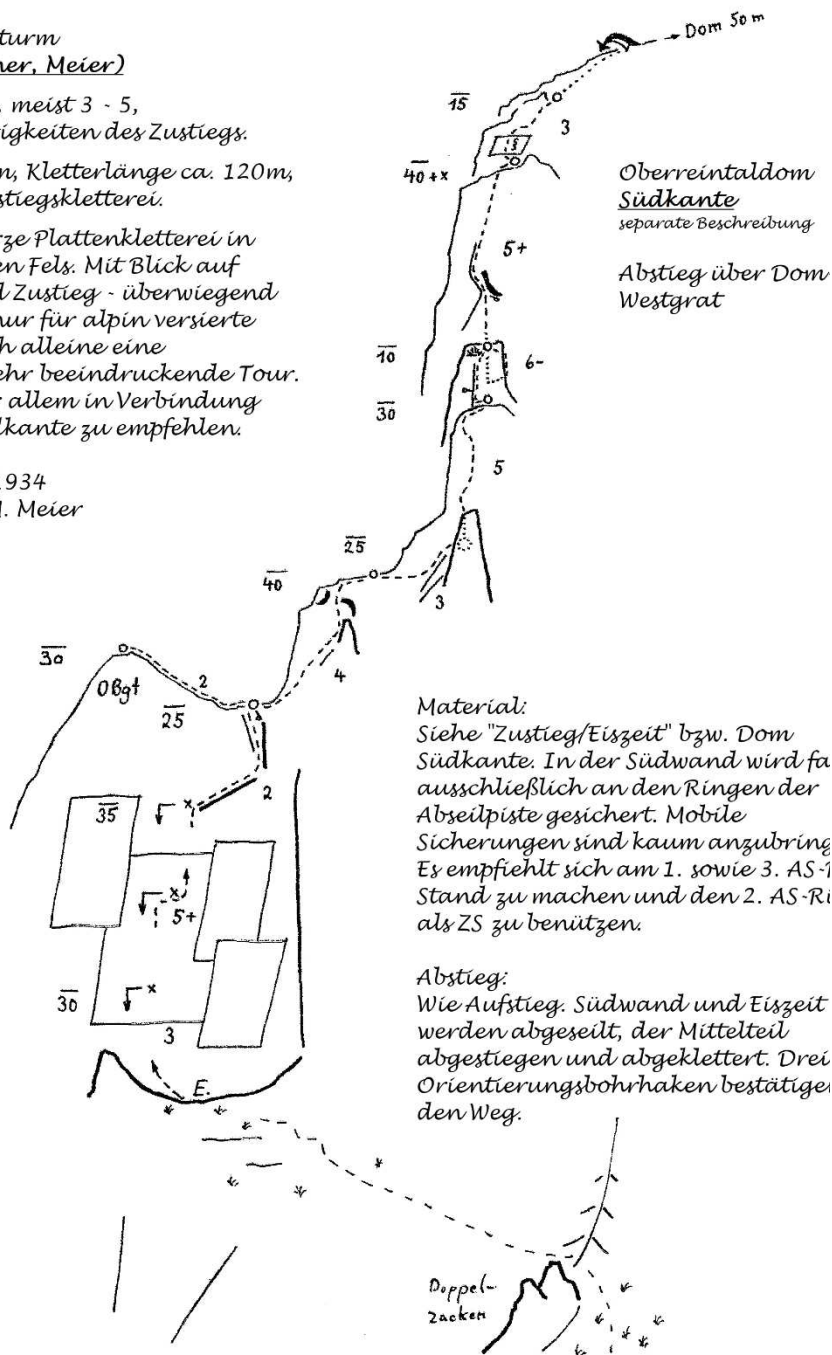 turm
er, Meier)
, meist 3 - 5,
igkeiten des Zustiegs.
n, Kletterlänge ca. 120m,
stiegskletterei.
ze Plattenkletterei in
en Fels. Mit Blick auf
d Zustieg - überwiegend
nur für alpin versierte
h alleine eine
ehr beeindruckende Tour.
r allem in Verbindung
dkante zu empfehlen.
1934
. Meier
Dom 50 m
15
3
40 + x
Oberreintaldom
Südkante
separate Beschreibung
Abstieg über Dom
Westgrat
5+
10
6-
30
5
25
40
3
4
30
OBgt
2
25
2
35
5+
30
3
E.
Material:
Siehe "Zustieg/Eiszeit" bzw. Dom
Südkante. In der Südwand wird fa
ausschließlich an den Ringen der
Abseilpiste gesichert. Mobile
Sicherungen sind kaum anzubring
Es empfiehlt sich am 1. sowie 3. AS-
Stand zu machen und den 2. AS-Ri
als ZS zu benützen.
Abstieg:
Wie Aufstieg. Südwand und Eiszeit
werden abgeseilt, der Mittelteil
abgestiegen und abgeklettert. Drei
Orientierungsbohrhaken bestätige
den Weg.
Doppel-
zacken